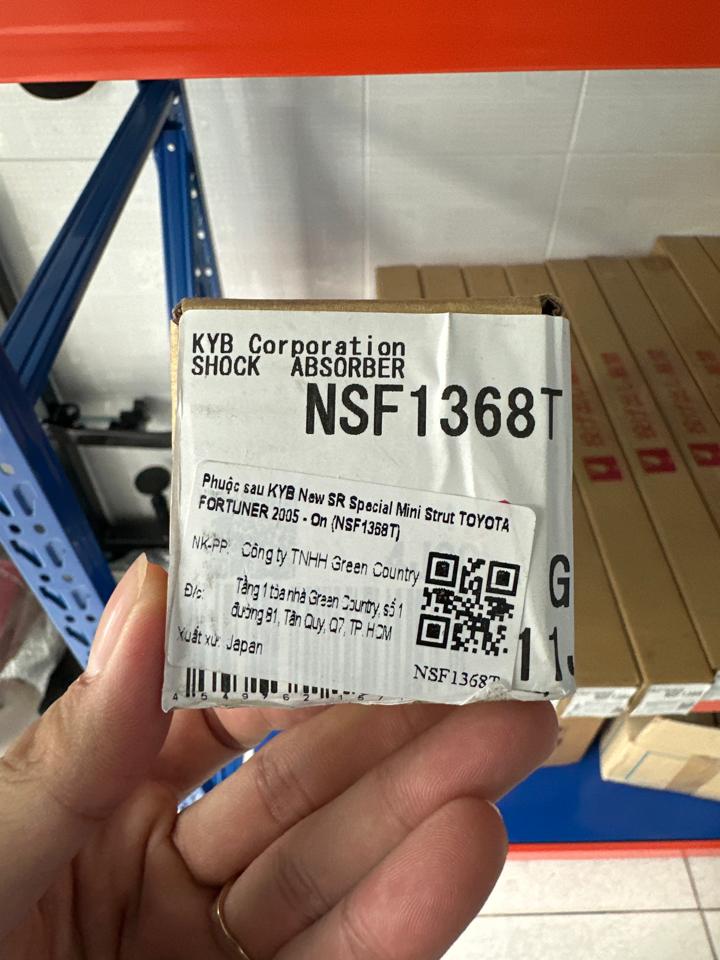 KYB Corporation
SHOCK ABSORBER
NSF1368T
Phuộc sau KYB New SR Special Mini Strut TOYOTA
FORTUNER 2005 - On (NSF1368T)
NK-PP: Công ty TNHH Green Country
Đ/c: Tầng 1 tòa nhà Green Country, số 1
đường 81, Tân Quy, Q7, TP. HCM
Xuất xứ: Japan
NSF1368T
G